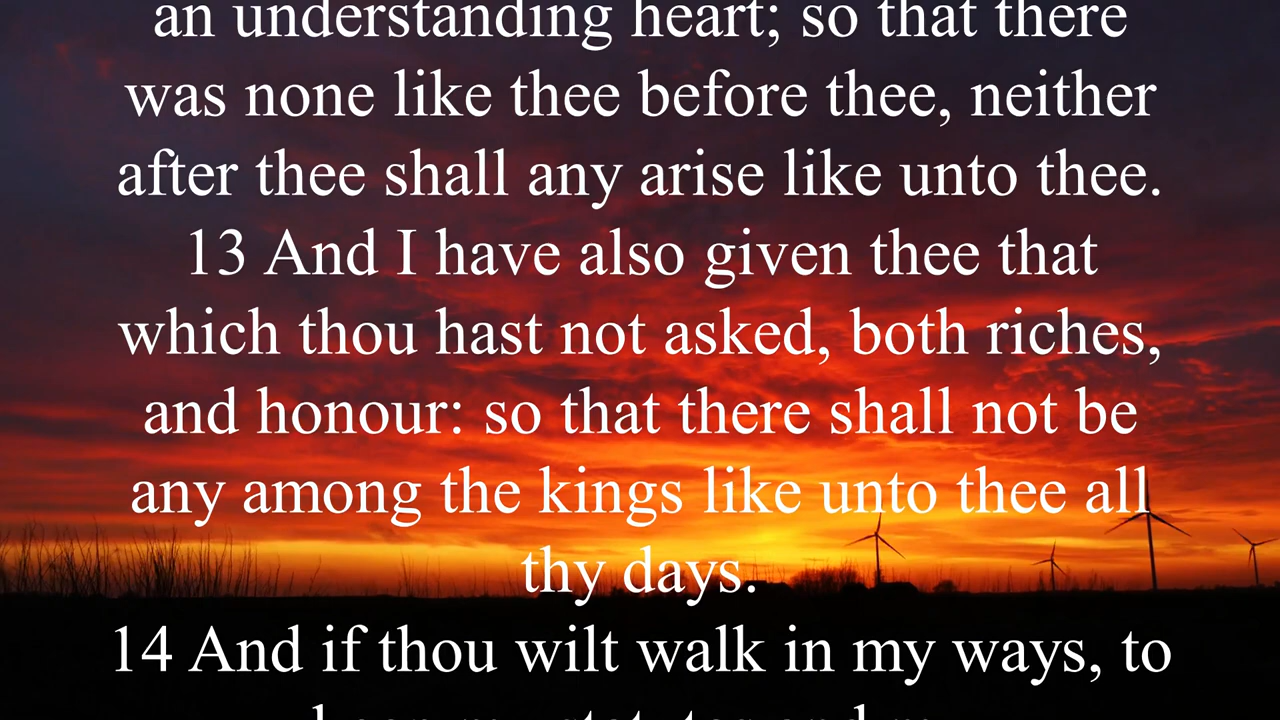 an understanding heart; so that there
was none like thee before thee, neither
after thee shall any arise like unto thee.
13 And I have also given thee that
which thou hast not asked, both riches,
and honour: so that there shall not be
any among the kings like unto thee all
thy days.
14 And if thou wilt walk in my ways, to